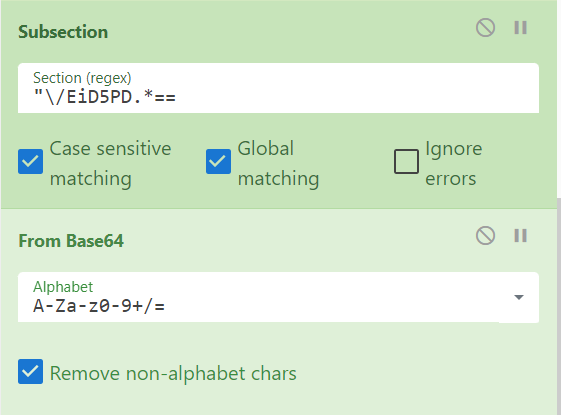 Subsection
Section (regex)
"\/EiD5PD.*==
Case sensitive matching
Global matching
Ignore errors
From Base64
Alphabet
A-Za-z0-9+/=
Remove non-alphabet chars